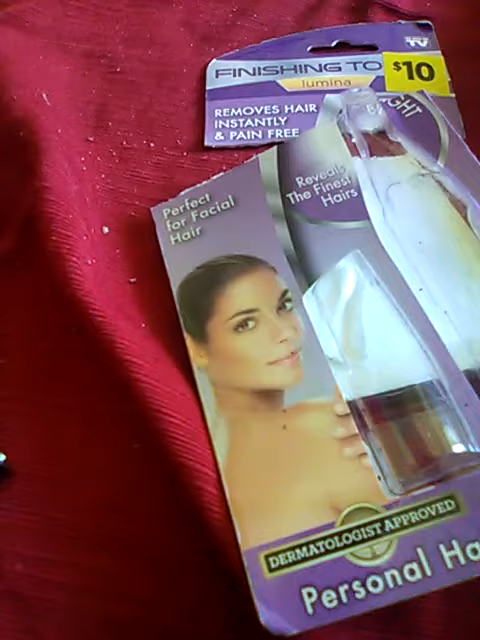 TV
FINISHING TO
$10
lumina
REMOVES HAIR
INSTANTLY
& PAIN FREE
Reveals
The Finest
Hairs
Perfect
for Facial
Hair
DERMATOLOGIST APPROVED
Personal Ha